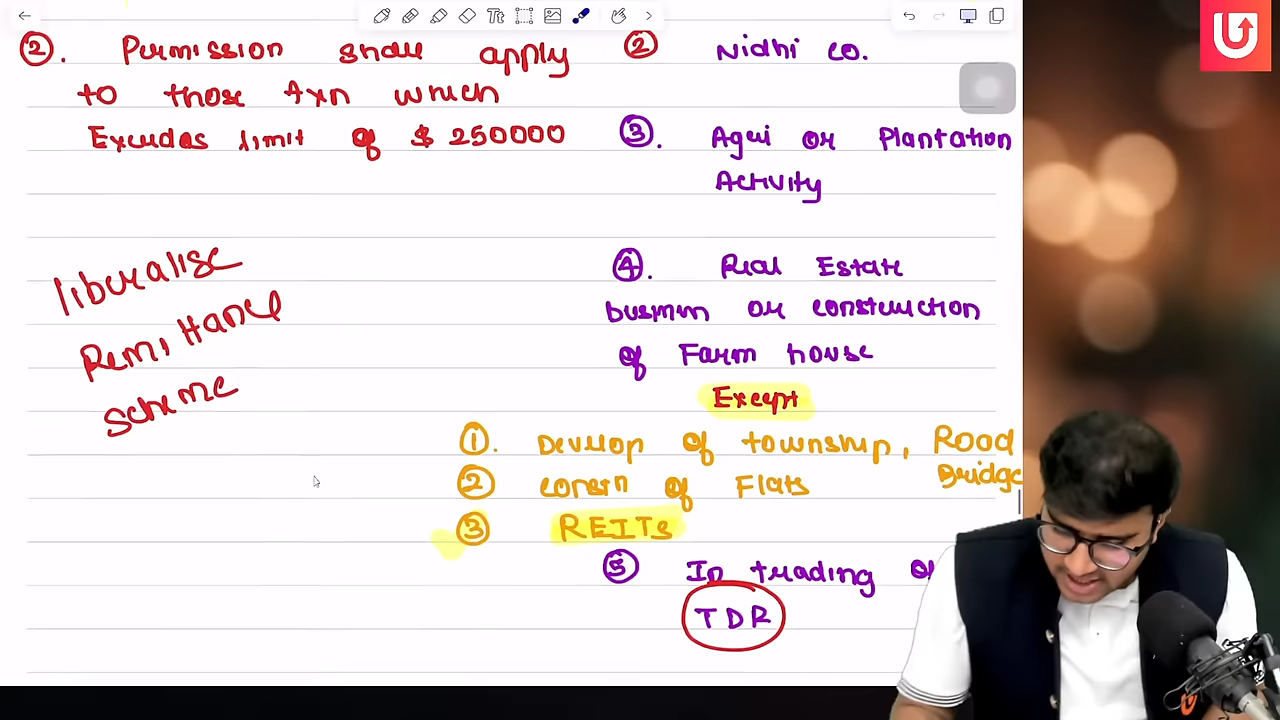 ②. Permission shall apply
to those Txn which
Exceeds limit of $ 250000
liberalise
Remittance
scheme
② Nidhi co.
③. Agri or Plantation
Activity
④. Real Estate
business or construction
of Farm house
Except
①. Develop of township, Road
Bridge
② constn of Flats
③ REITs
⑤ In trading of
TDR
Tt